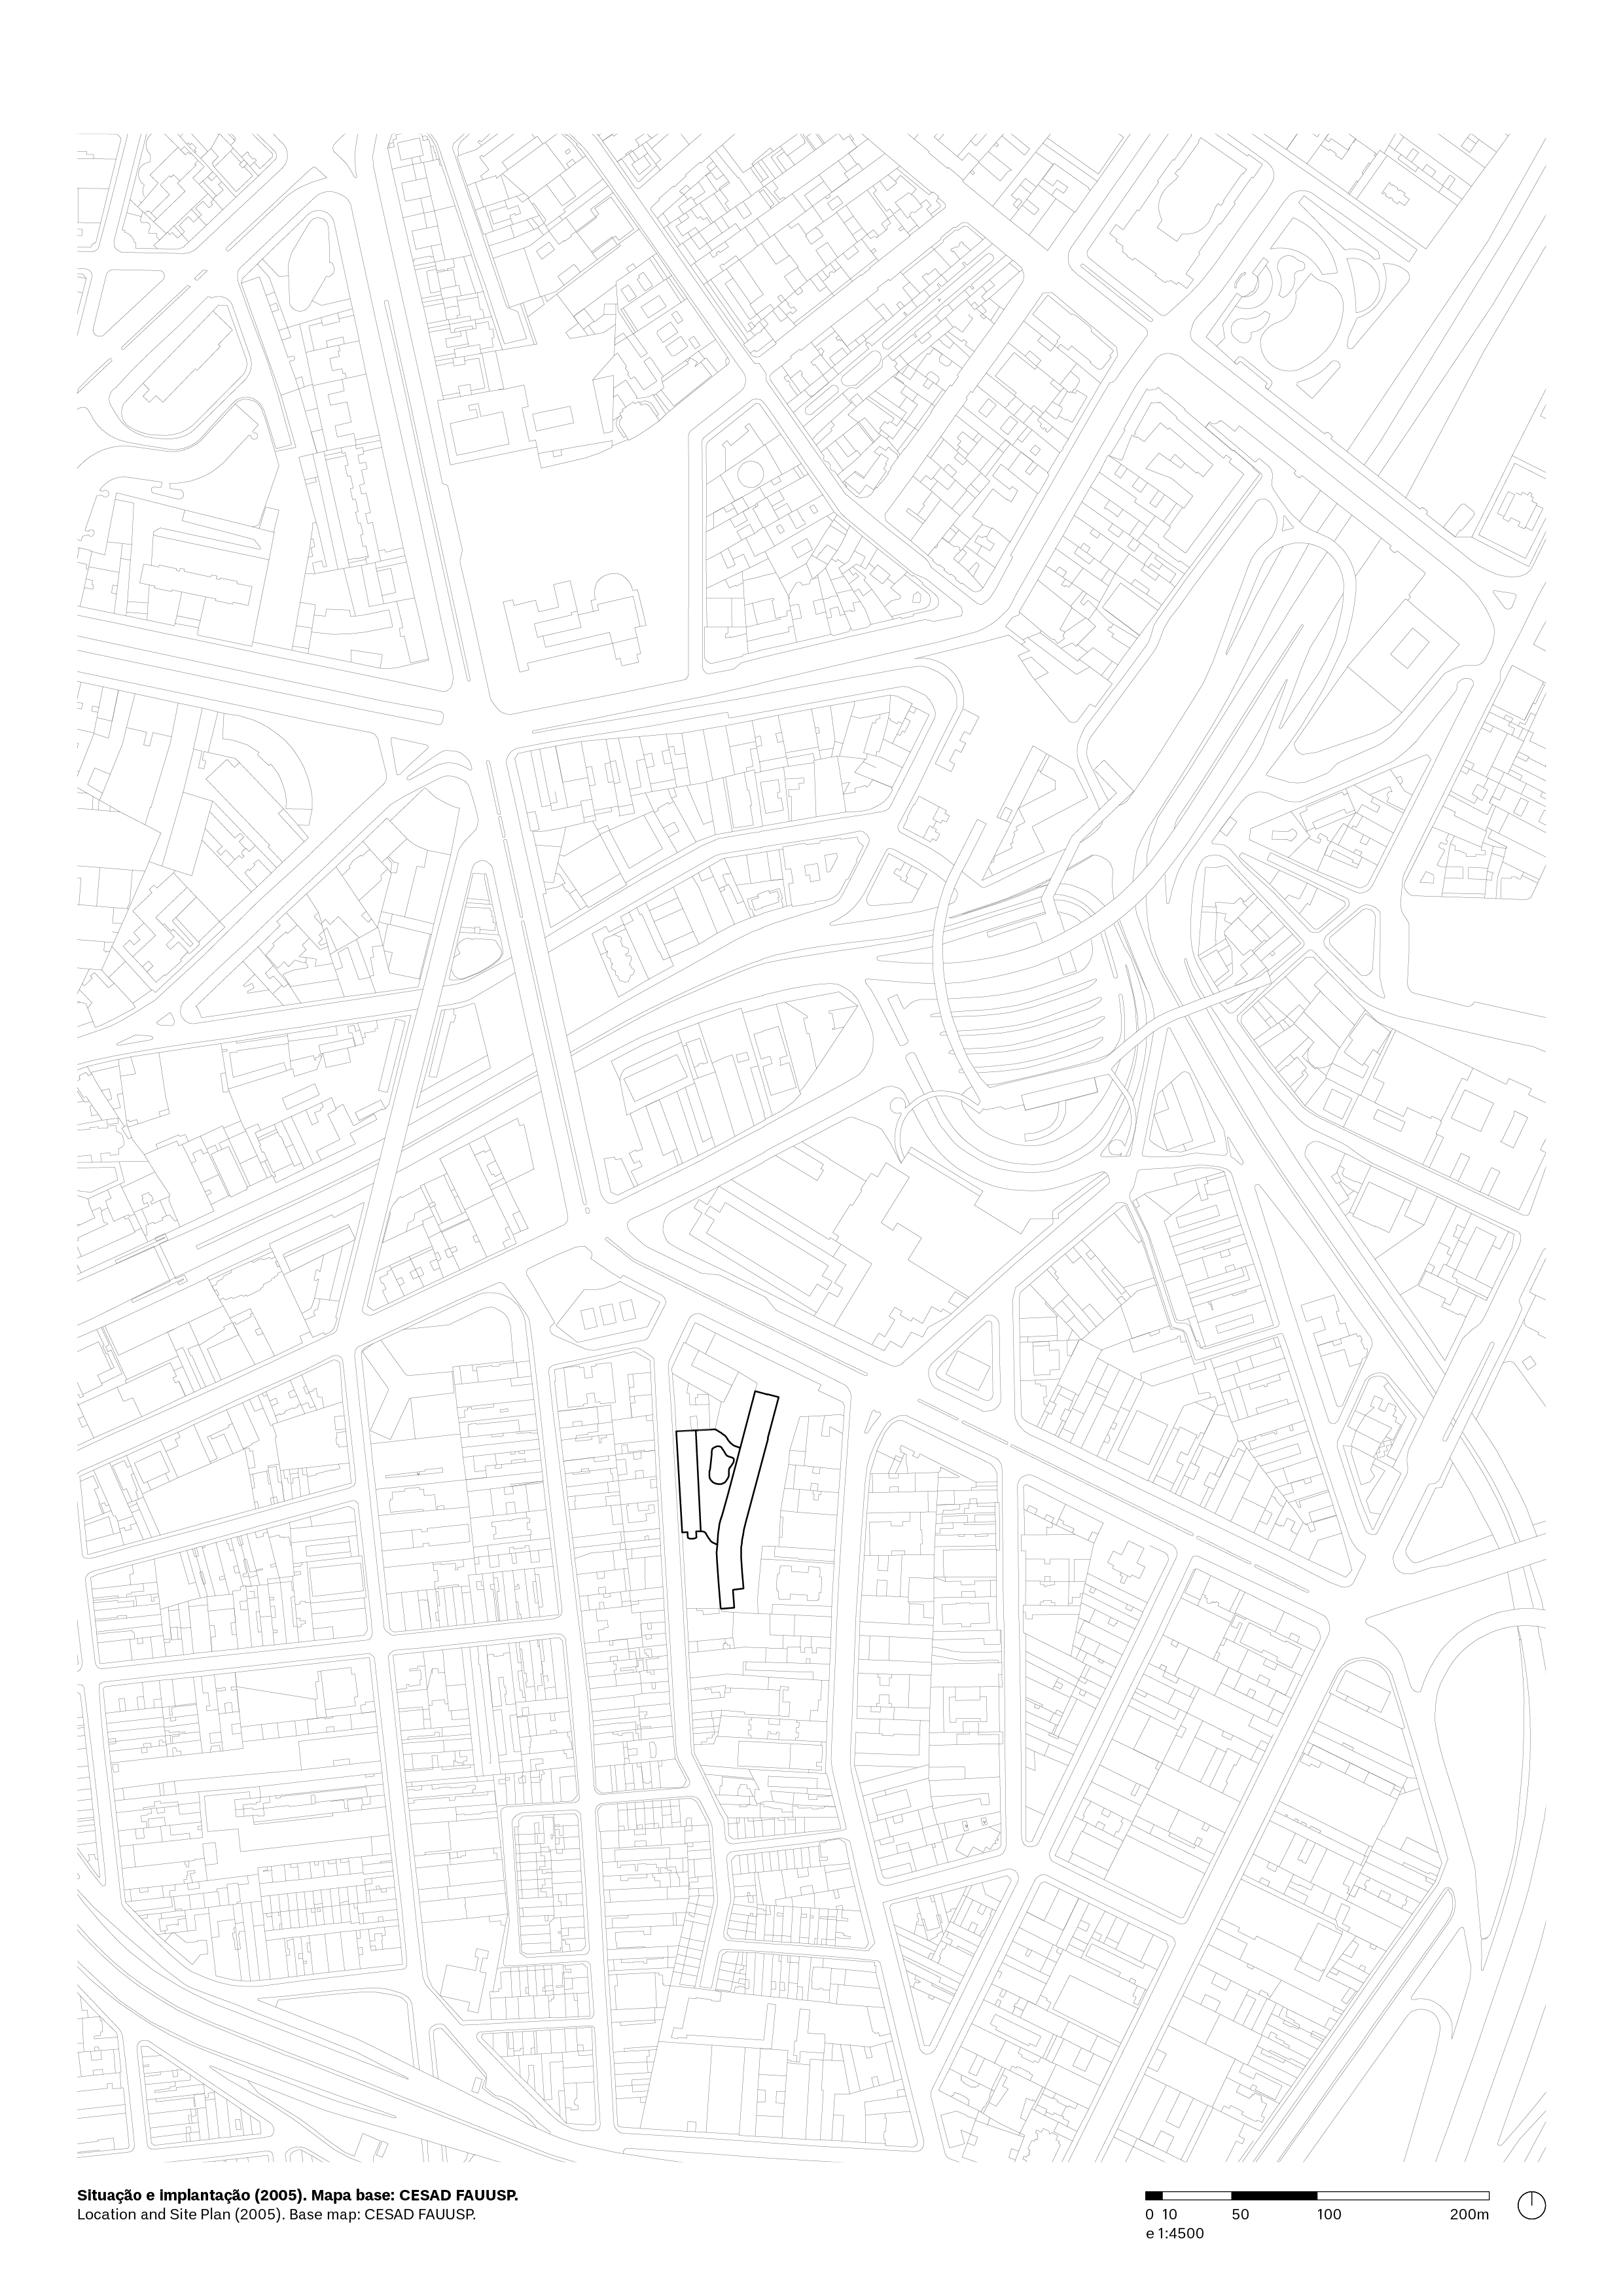 Situação e implantação (2005). Mapa base: CESAD FAUUSP.
Location and Site Plan (2005). Base map: CESAD FAUUSP.
0 10 50 100 200m
e 1:4500